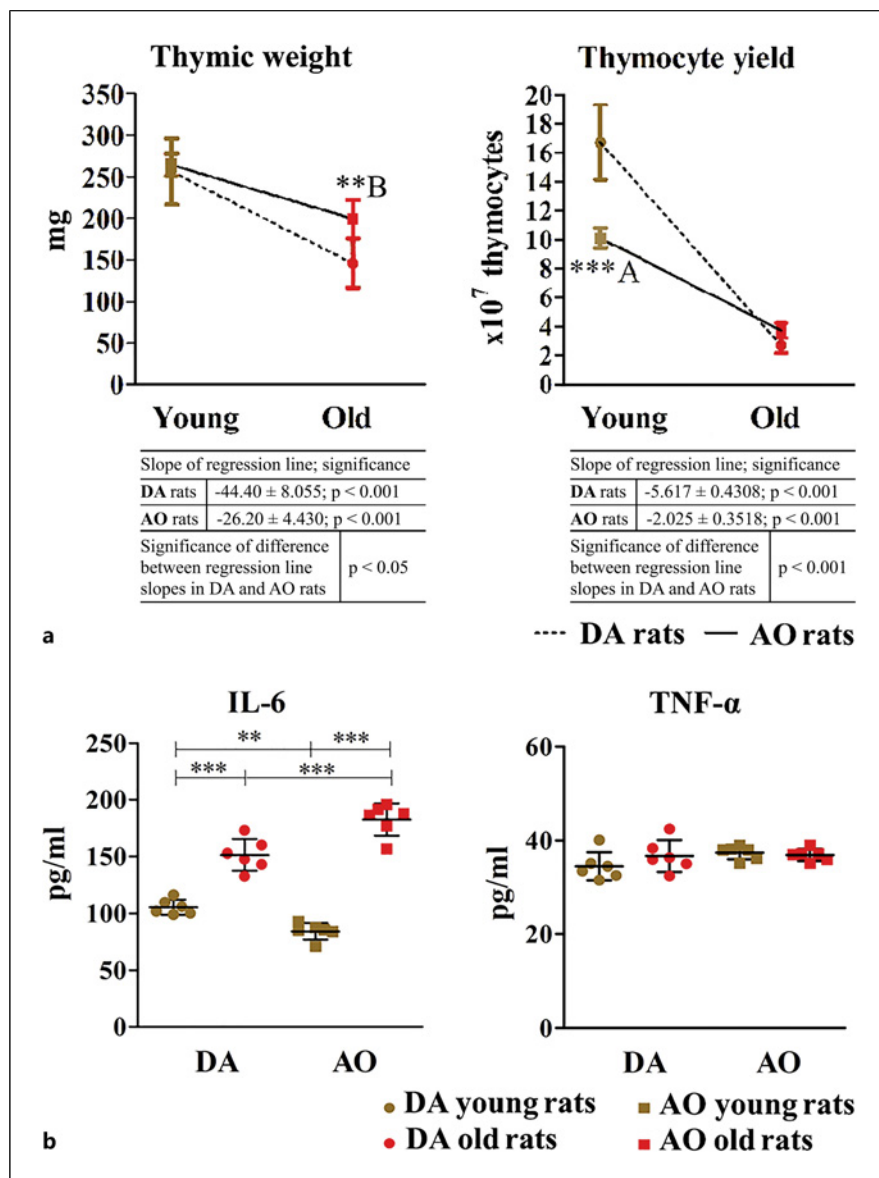 Thymic weight
350
300
250
200
150
100
50
0
mg
**B
Young Old
Slope of regression line; significance
DA rats -44.40 ± 8.055; p < 0.001
AO rats -26.20 ± 4.430; p < 0.001
Significance of difference
between regression line
slopes in DA and AO rats
p < 0.05
Thymocyte yield
20
18
16
14
12
10
8
6
4
2
0
x10⁷ thymocytes
***A
Young Old
Slope of regression line; significance
DA rats -5.617 ± 0.4308; p < 0.001
AO rats -2.025 ± 0.3518; p < 0.001
Significance of difference
between regression line
slopes in DA and AO rats
p < 0.001
a
DA rats AO rats
IL-6
250
200
150
100
50
0
pg/ml
** ***
*** ***
DA AO
TNF-α
60
40
20
0
pg/ml
DA AO
DA young rats AO young rats
DA old rats AO old rats
b